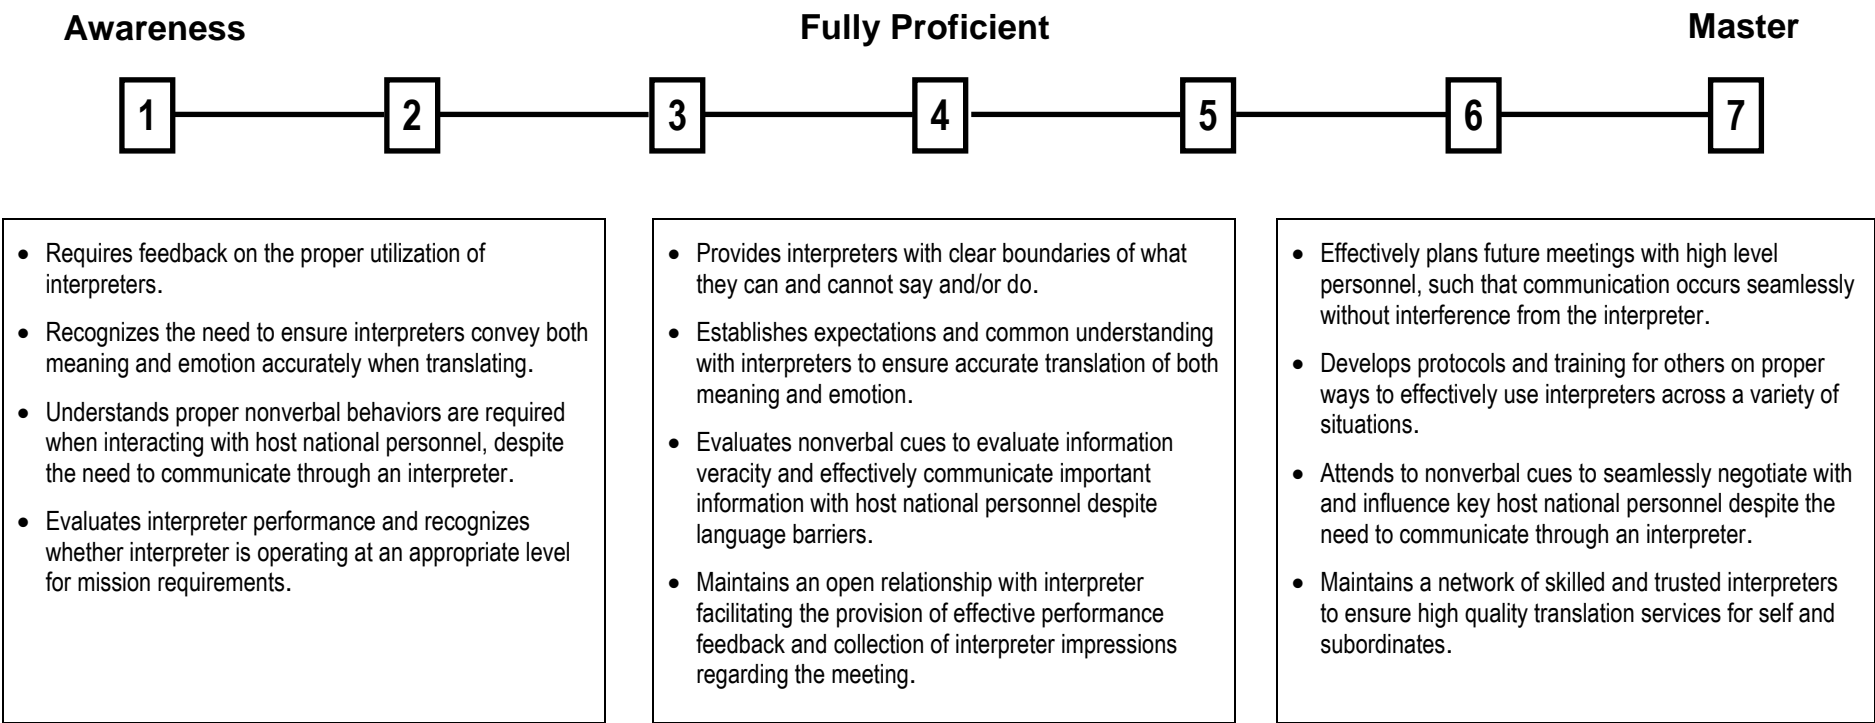 Awareness
Fully Proficient
Master
1
2
3
4
5
6
7
• Requires feedback on the proper utilization of
interpreters.
• Recognizes the need to ensure interpreters convey both
meaning and emotion accurately when translating.
• Understands proper nonverbal behaviors are required
when interacting with host national personnel, despite
the need to communicate through an interpreter.
• Evaluates interpreter performance and recognizes
whether interpreter is operating at an appropriate level
for mission requirements.
• Provides interpreters with clear boundaries of what
they can and cannot say and/or do.
• Establishes expectations and common understanding
with interpreters to ensure accurate translation of both
meaning and emotion.
• Evaluates nonverbal cues to evaluate information
veracity and effectively communicate important
information with host national personnel despite
language barriers.
• Maintains an open relationship with interpreter
facilitating the provision of effective performance
feedback and collection of interpreter impressions
regarding the meeting.
• Effectively plans future meetings with high level
personnel, such that communication occurs seamlessly
without interference from the interpreter.
• Develops protocols and training for others on proper
ways to effectively use interpreters across a variety of
situations.
• Attends to nonverbal cues to seamlessly negotiate with
and influence key host national personnel despite the
need to communicate through an interpreter.
• Maintains a network of skilled and trusted interpreters
to ensure high quality translation services for self and
subordinates.